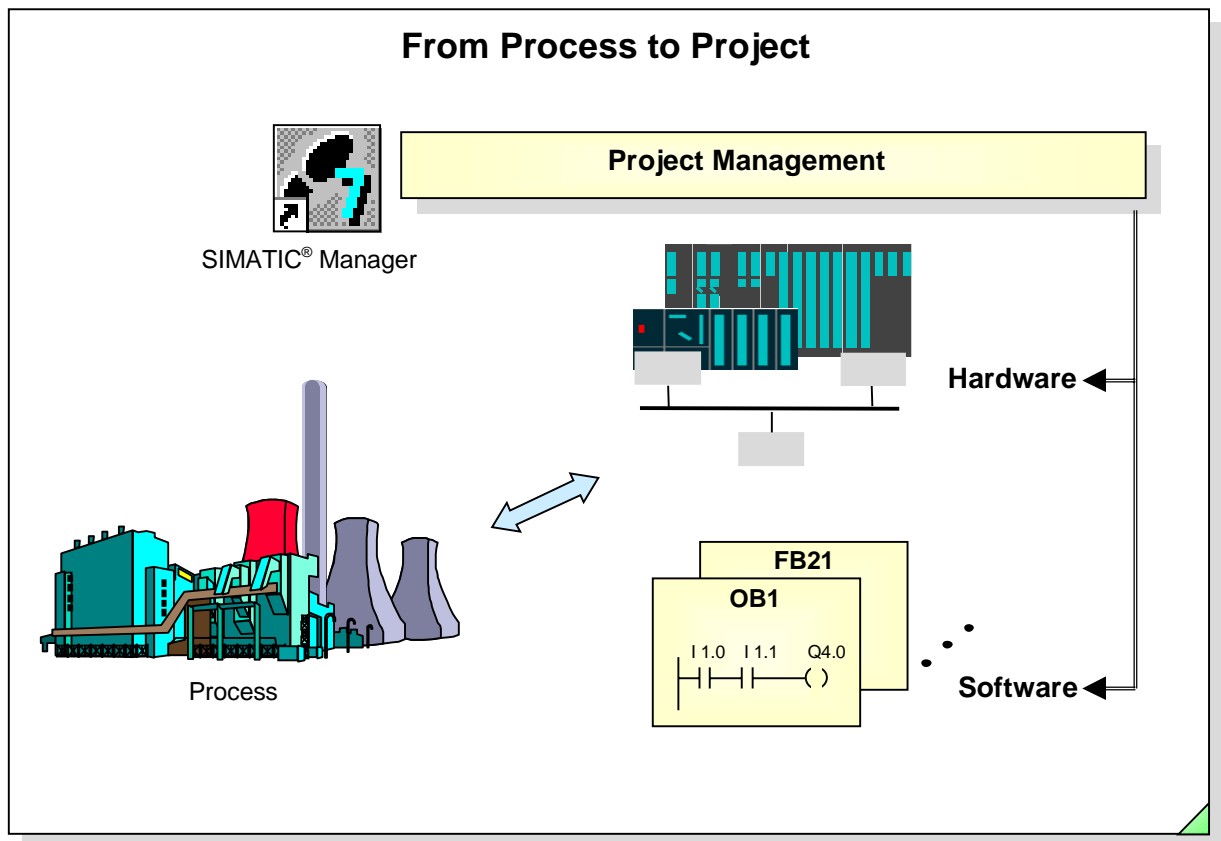 From Process to Project
Project Management
SIMATIC® Manager
Hardware
FB21
OB1
I 1.0 I 1.1 Q4.0
Software
Process